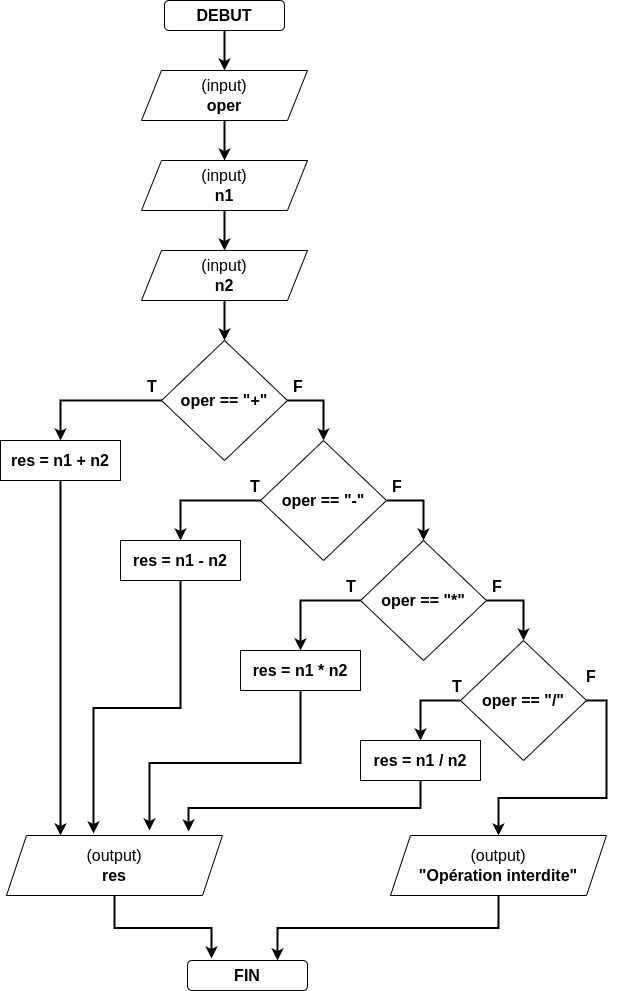 DEBUT
(input)
oper
(input)
n1
(input)
n2
T
F
oper == "+"
res = n1 + n2
T
F
oper == "-"
res = n1 - n2
T
F
oper == "*"
res = n1 * n2
T
F
oper == "/"
res = n1 / n2
(output)
res
(output)
"Opération interdite"
FIN